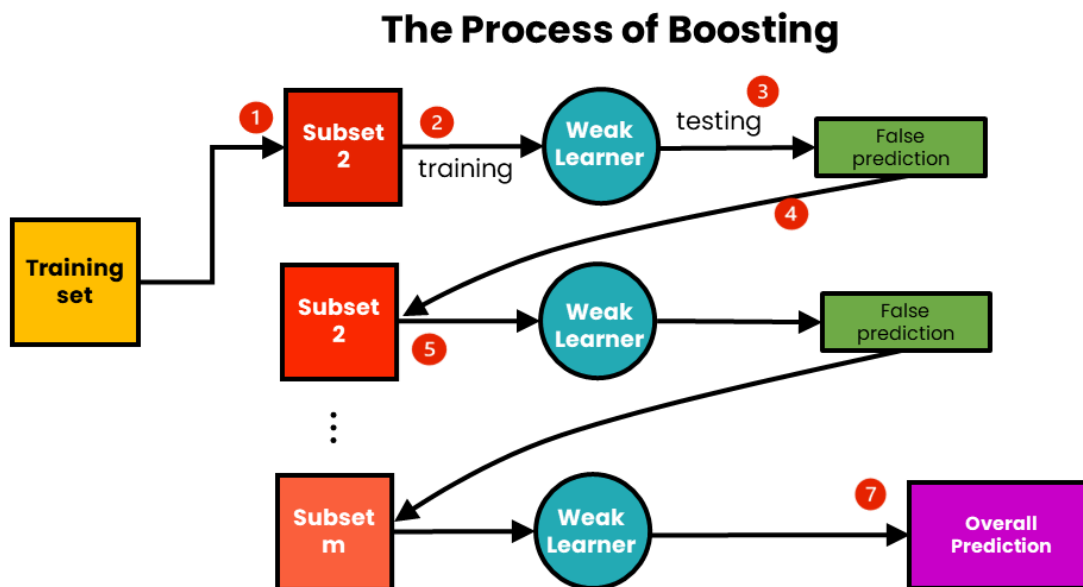 The Process of Boosting
1
Subset
2
2
training
Weak
Learner
3
testing
False
prediction
4
Training
set
Subset
2
5
Weak
Learner
False
prediction
⋮
Subset
m
Weak
Learner
7
Overall
Prediction